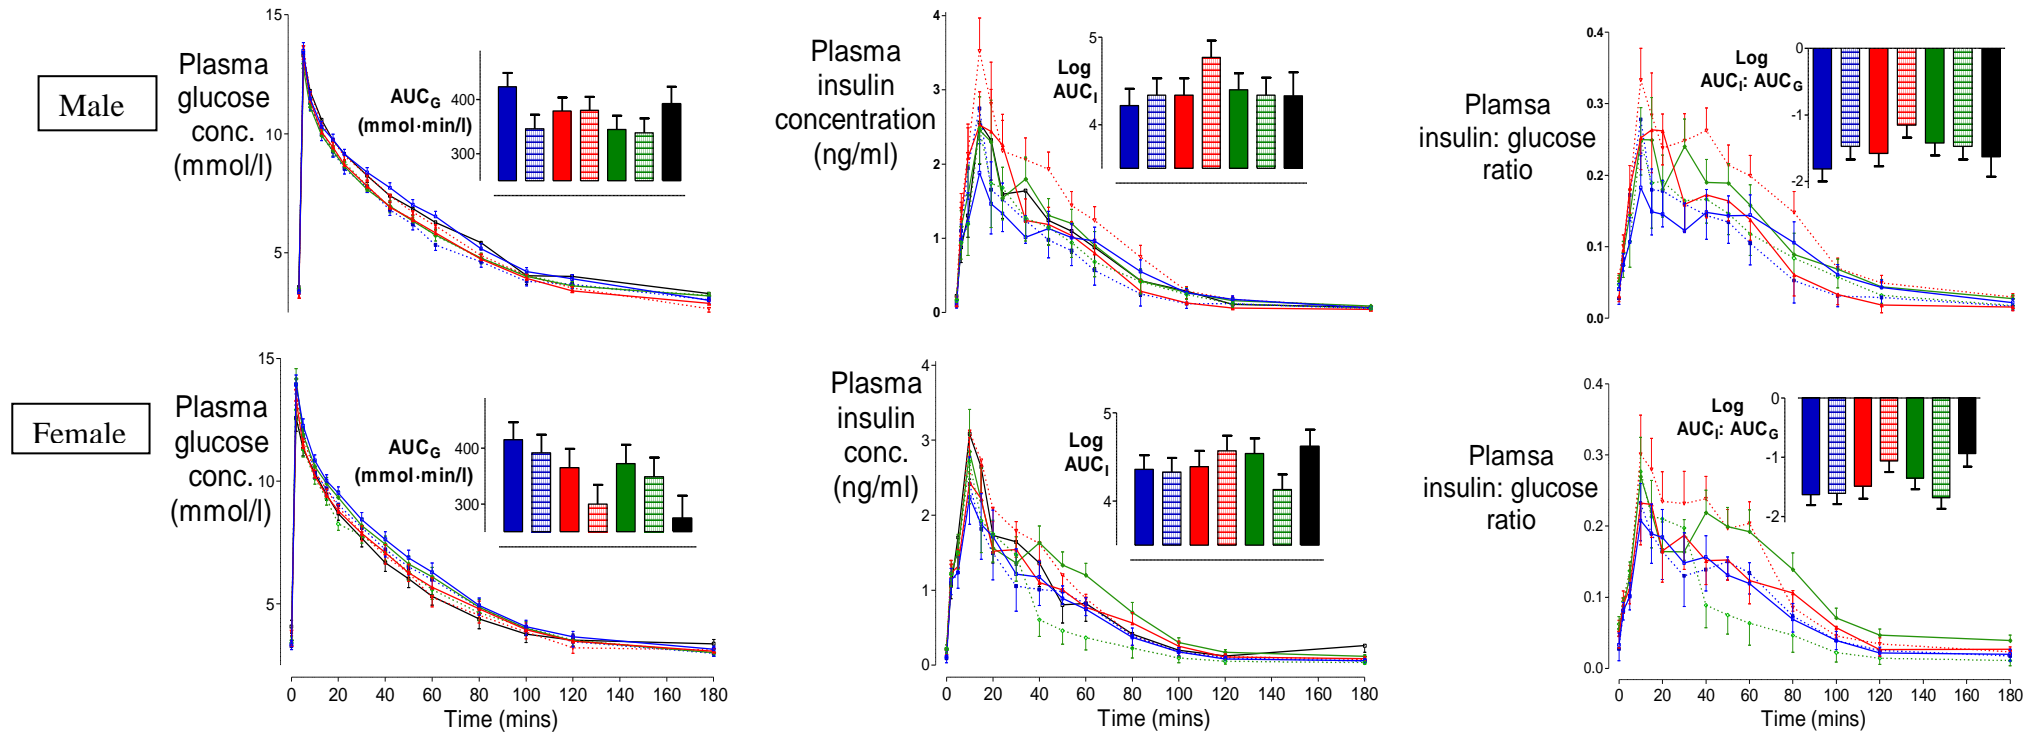 Male
Plasma
glucose
conc.
(mmol/l)
15
10
5
AUCG
(mmol·min/l)
400
300
Plasma
insulin
concentration
(ng/ml)
4
3
2
1
0
Log
AUCI
5
4
Plamsa
insulin: glucose
ratio
0.4
0.3
0.2
0.1
0.0
Log
AUCI: AUCG
0
-1
-2
Female
Plasma
glucose
conc.
(mmol/l)
15
10
5
AUCG
(mmol·min/l)
400
300
0 20 40 60 80 100 120 140 160 180
Time (mins)
Plasma
insulin
conc.
(ng/ml)
4
3
2
1
0
Log
AUCI
5
4
0 20 40 60 80 100 120 140 160 180
Time (mins)
Plamsa
insulin: glucose
ratio
0.4
0.3
0.2
0.1
0.0
Log
AUCI: AUCG
0
-1
-2
0 20 40 60 80 100 120 140 160 180
Time (mins)